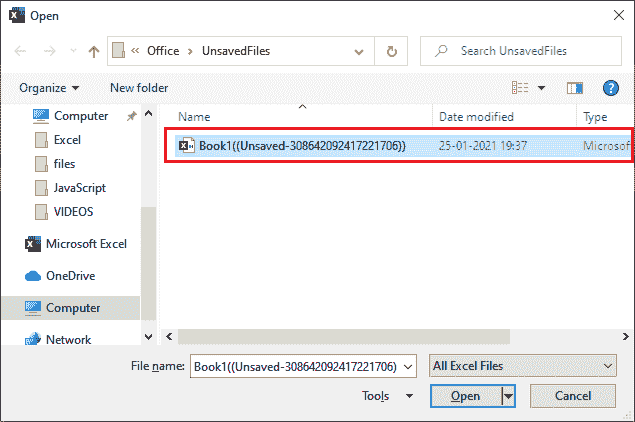 Open
« Office > UnsavedFiles
Search UnsavedFiles
Organize New folder
Name Date modified Type
Computer
Excel
files
JavaScript
VIDEOS
Microsoft Excel
OneDrive
Computer
Network
Book1((Unsaved-308642092417221706)) 25-01-2021 19:37 Microsof
File name: Book1((Unsaved-308642092417221706) All Excel Files
Tools Open Cancel